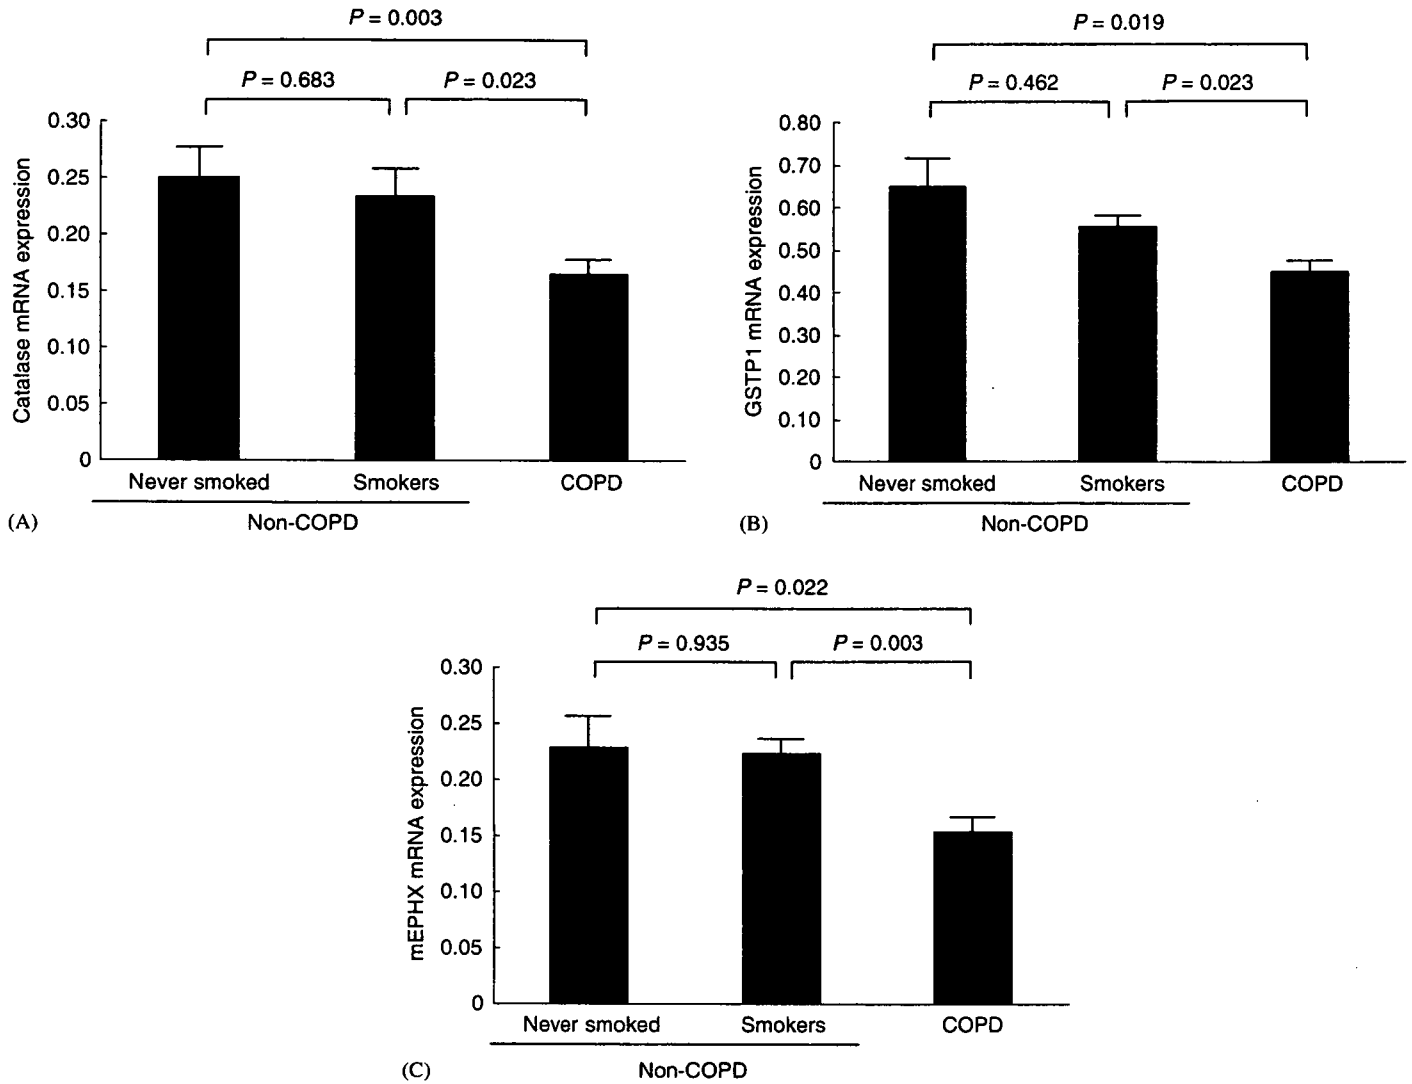 P = 0.003
P = 0.683
P = 0.023
0.30
0.25
0.20
0.15
0.10
0.05
0
Catalase mRNA expression
Never smoked
Smokers
COPD
Non-COPD
(A)
P = 0.019
P = 0.462
P = 0.023
0.80
0.70
0.60
0.50
0.40
0.30
0.20
0.10
0
GSTP1 mRNA expression
Never smoked
Smokers
COPD
Non-COPD
(B)
P = 0.022
P = 0.935
P = 0.003
0.30
0.25
0.20
0.15
0.10
0.05
0
mEPHX mRNA expression
Never smoked
Smokers
COPD
Non-COPD
(C)